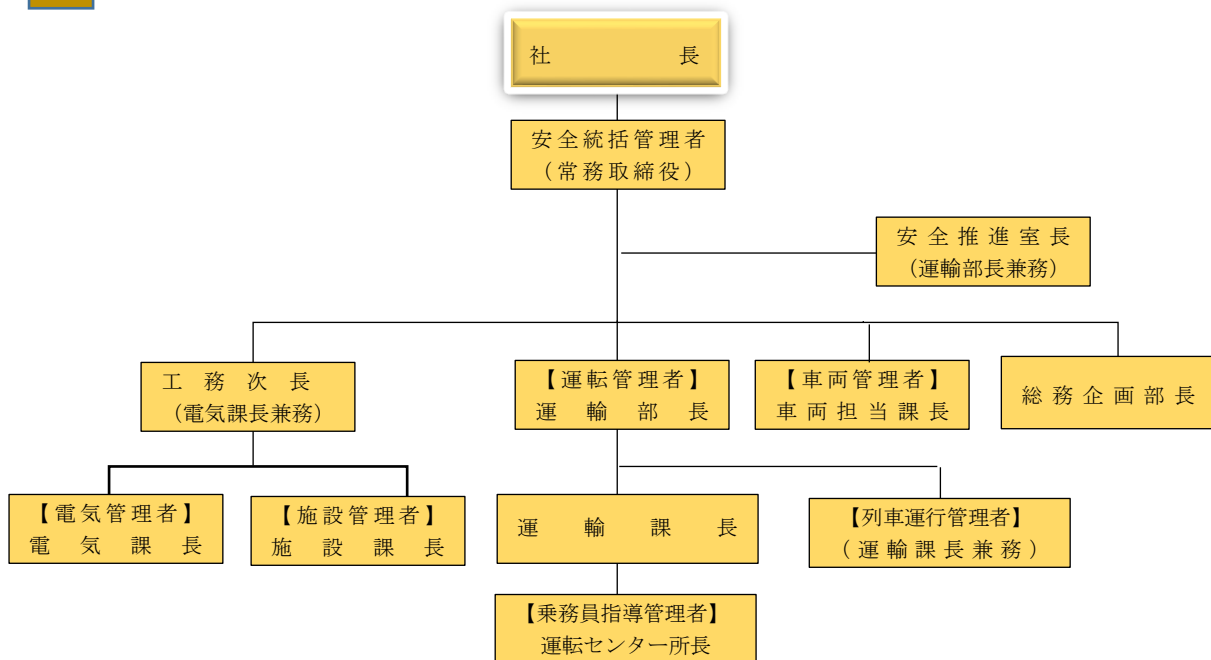 社長
安全統括管理者
（常務取締役）
安全推進室長
(運輸部長兼務)
工務次長
(電気課長兼務)
【運転管理者】
運輸部長
【車両管理者】
車両担当課長
総務企画部長
【電気管理者】
電気課長
【施設管理者】
施設課長
運輸課長
【列車運行管理者】
（運輸課長兼務）
【乗務員指導管理者】
運転センター所長